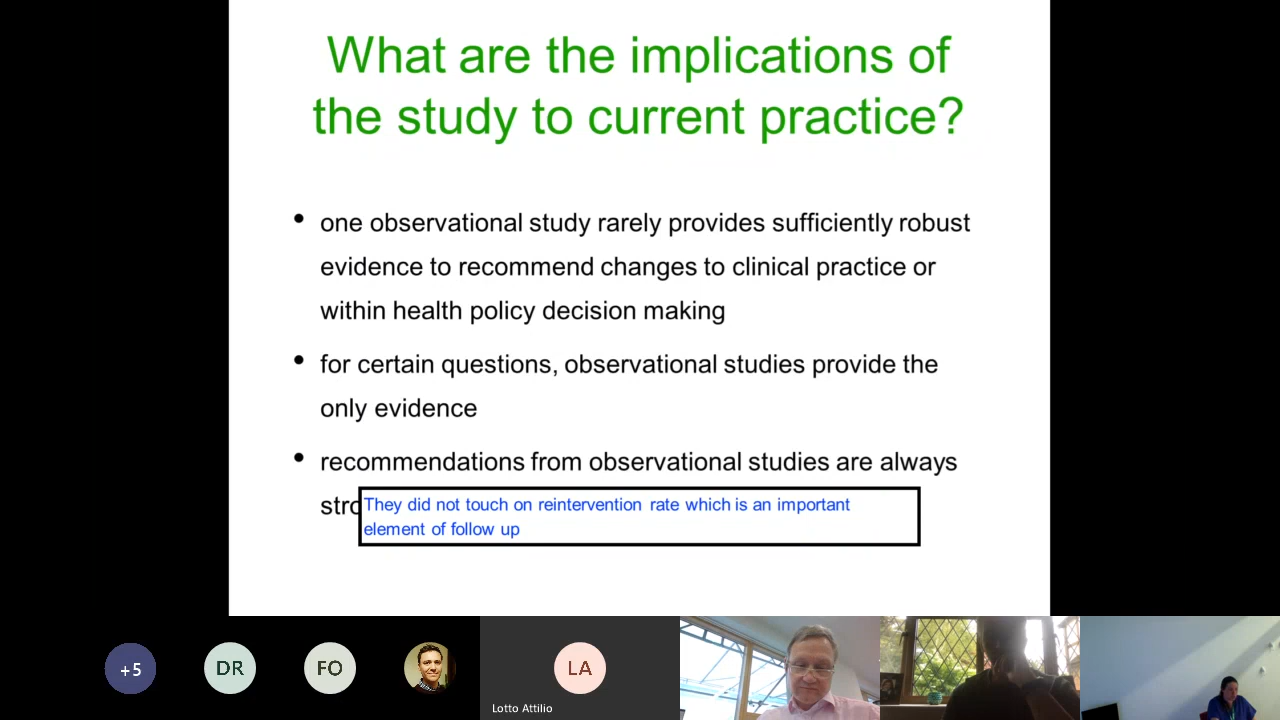 What are the implications of
the study to current practice?
• one observational study rarely provides sufficiently robust
evidence to recommend changes to clinical practice or
within health policy decision making
• for certain questions, observational studies provide the
only evidence
• recommendations from observational studies are always
They did not touch on reintervention rate which is an important
element of follow up
+5
DR
FO
LA
Lotto Attilio